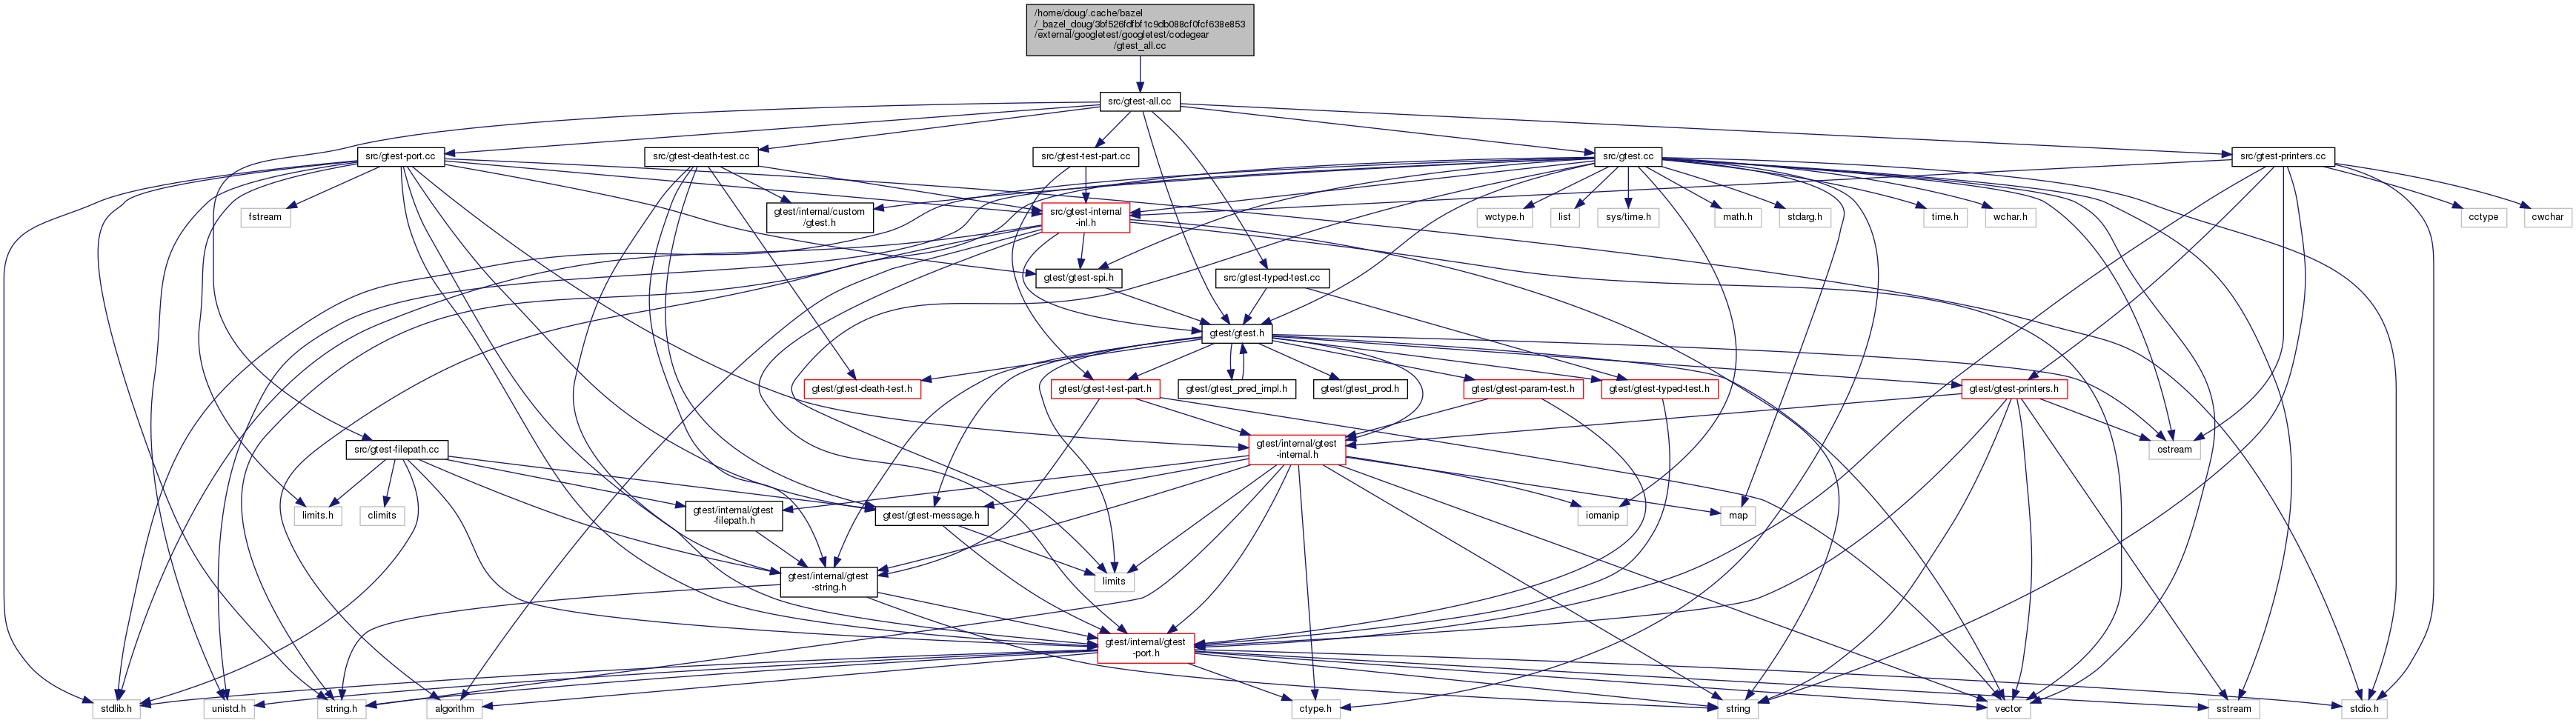 /home/doug/.cache/bazel
/_bazel_doug/3bf526fdfbf1c9db088cf0fcf638e853
/external/googletest/googletest/codegear
/gtest_all.cc
src/gtest-all.cc
src/gtest-port.cc
src/gtest-death-test.cc
src/gtest-test-part.cc
src/gtest.cc
src/gtest-printers.cc
fstream
gtest/internal/custom
/gtest.h
src/gtest-internal
-inl.h
wctype.h
list
sys/time.h
math.h
stdarg.h
time.h
wchar.h
cctype
cwchar
gtest/gtest-spi.h
src/gtest-typed-test.cc
gtest/gtest.h
gtest/gtest-death-test.h
gtest/gtest-test-part.h
gtest/gtest_pred_impl.h
gtest/gtest_prod.h
gtest/gtest-param-test.h
gtest/gtest-typed-test.h
gtest/gtest-printers.h
src/gtest-filepath.cc
gtest/internal/gtest
-internal.h
ostream
limits.h
climits
gtest/internal/gtest
-filepath.h
gtest/gtest-message.h
iomanip
map
gtest/internal/gtest
-string.h
limits
gtest/internal/gtest
-port.h
stdlib.h
unistd.h
string.h
algorithm
ctype.h
string
vector
sstream
stdio.h